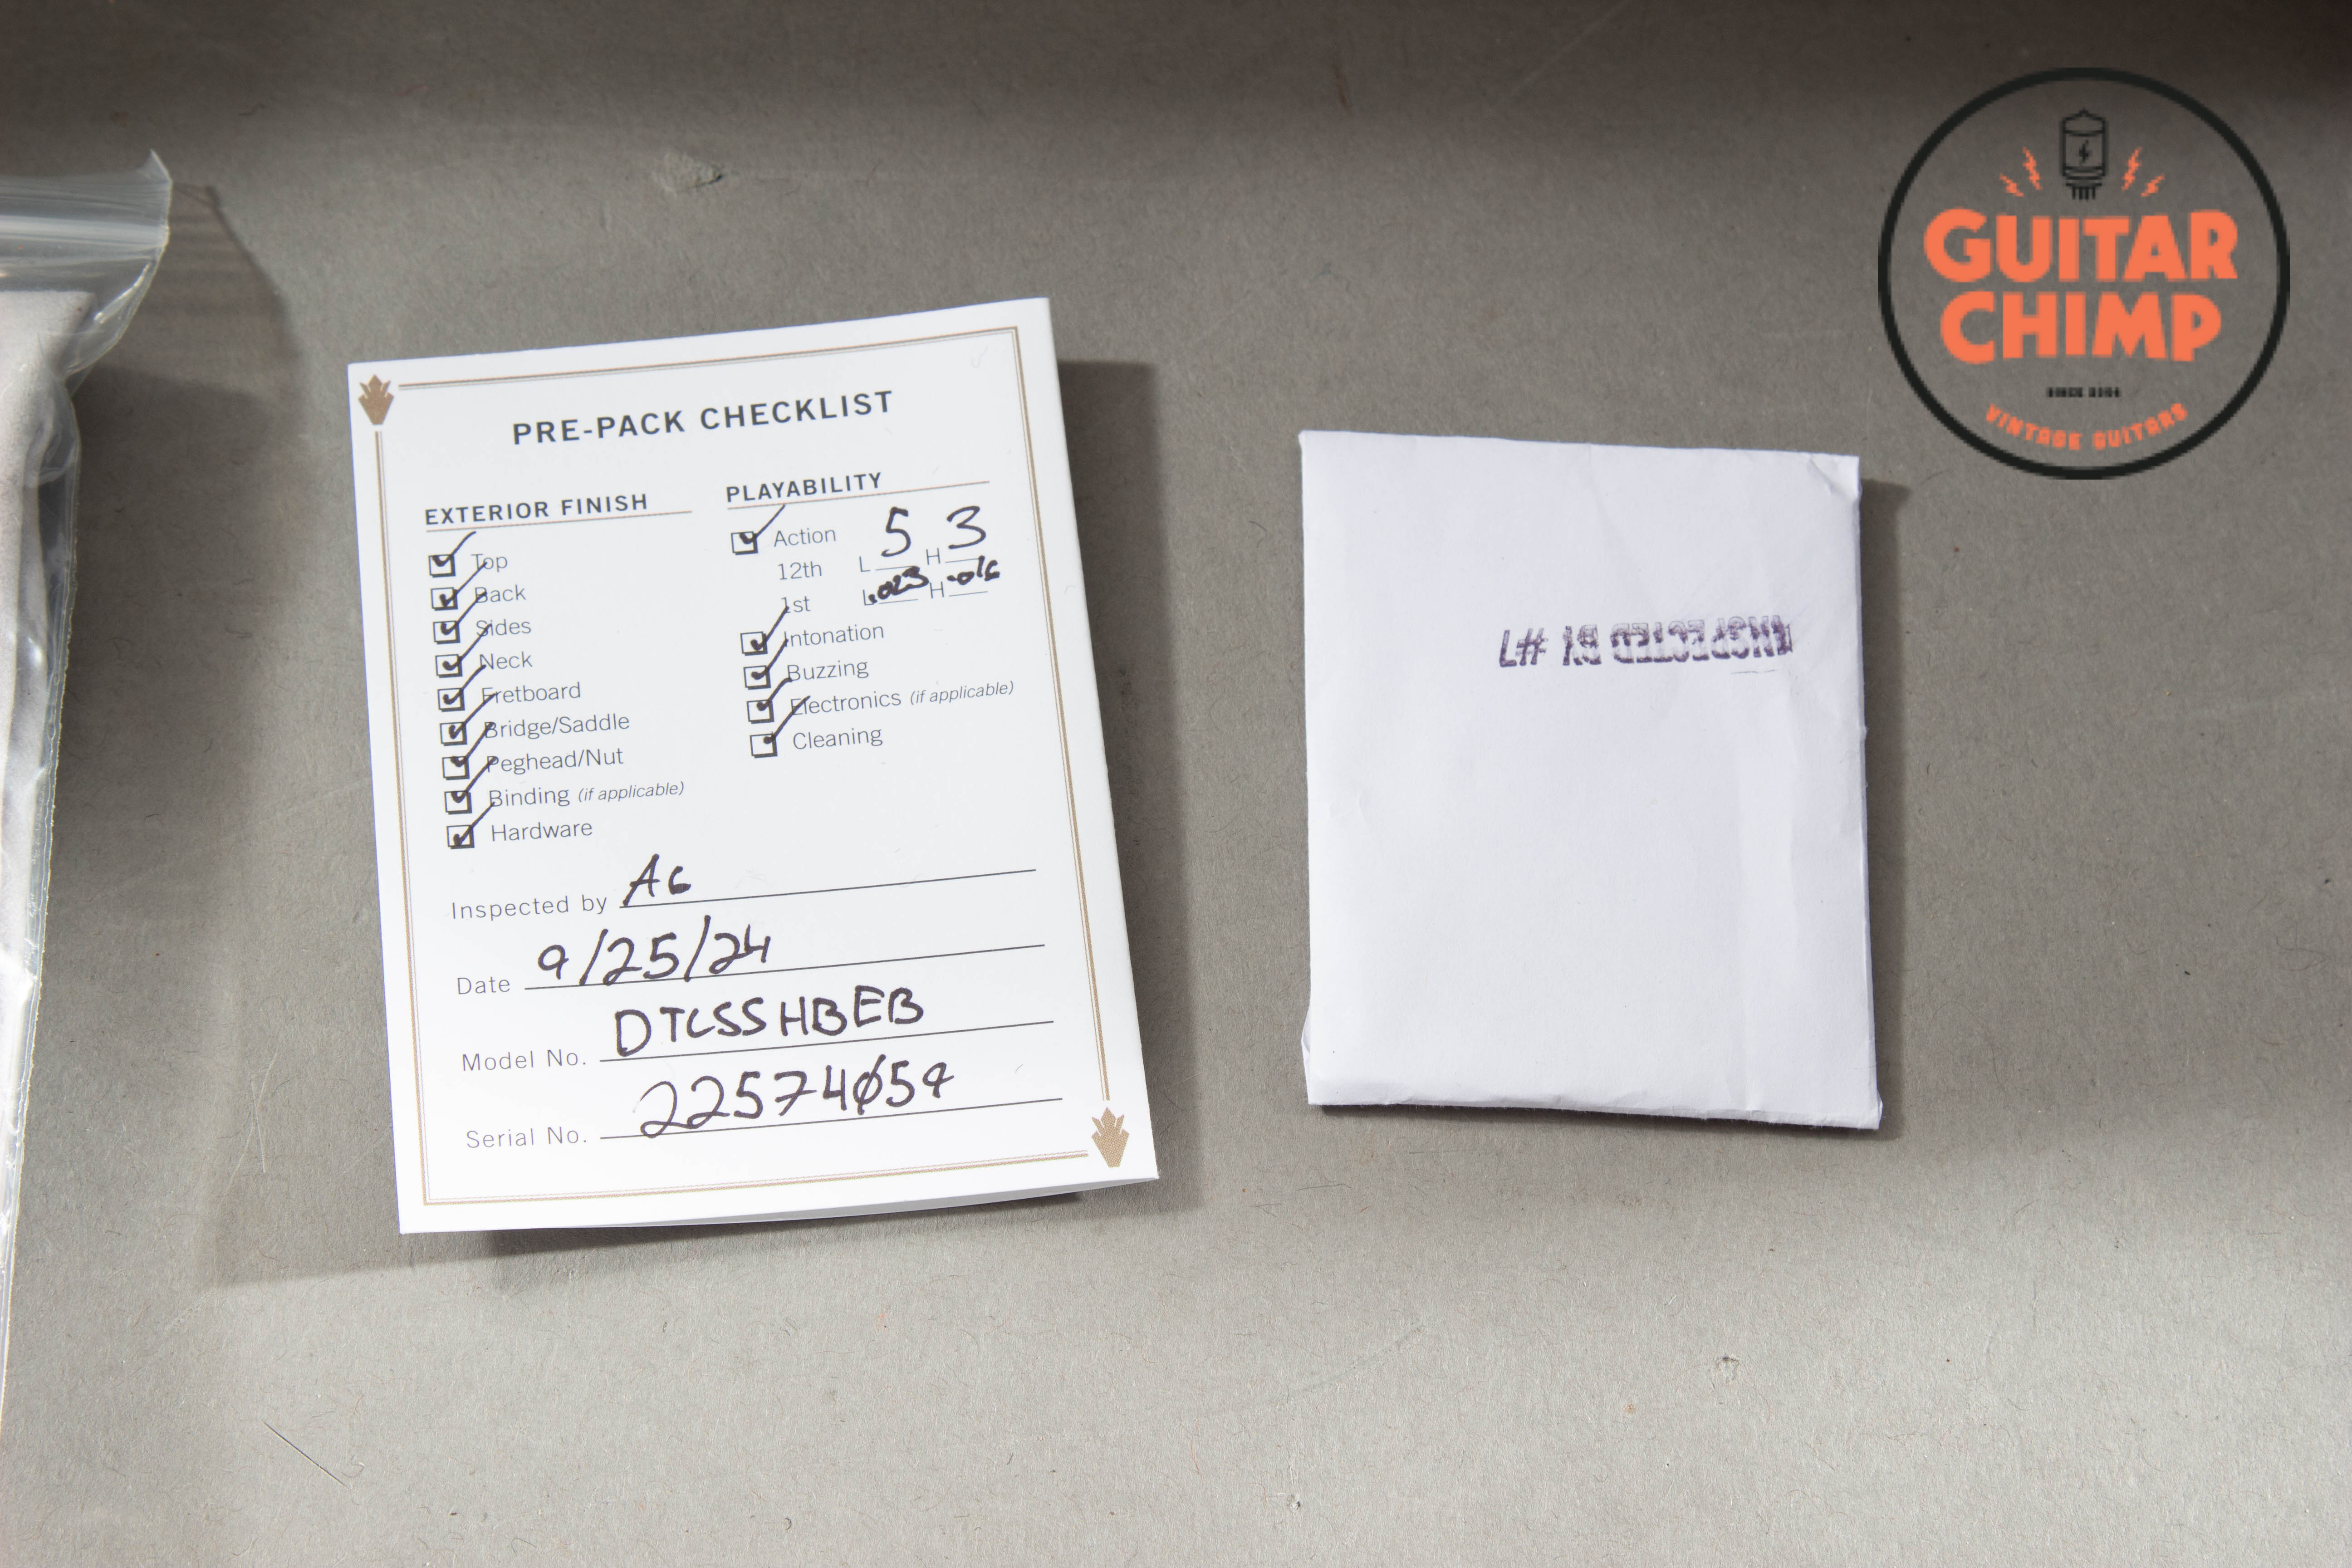 PRE-PACK CHECKLIST
EXTERIOR FINISH
Top
Back
Sides
Neck
Fretboard
Bridge/Saddle
Peghead/Nut
Binding (if applicable)
Hardware
PLAYABILITY
Action
12th L 5 H 3
1st L .023 H .016
Intonation
Buzzing
Electronics (if applicable)
Cleaning
Inspected by
Date 9/25/24
Model No. DTCSSHBEB
Serial No. 22574059
INSPECTED BY #7
GUITAR
CHIMP
VINTAGE GUITARS